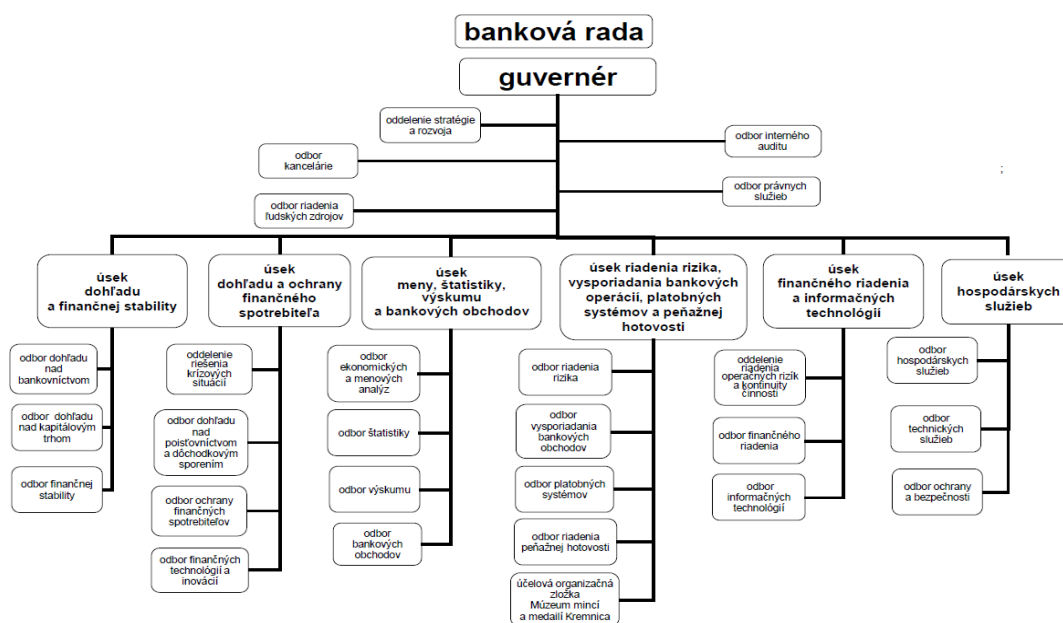 banková rada
guvernér
oddelenie stratégie
a rozvoja
odbor interného
auditu
odbor
kancelárie
;
odbor právnych
služieb
odbor riadenia
ľudských zdrojov
úsek
dohľadu
a finančnej stability
odbor dohľadu
nad
bankovníctvom
odbor dohľadu
nad kapitálovým
trhom
odbor finančnej
stability
úsek
dohľadu a ochrany
finančného
spotrebiteľa
oddelenie
riešenia
krízových
situácií
odbor dohľadu
nad
poisťovníctvom
a dôchodkovým
sporením
odbor ochrany
finančných
spotrebiteľov
odbor finančných
technológií a
inovácií
úsek
meny, štatistiky,
výskumu
a bankových obchodov
odbor
ekonomických
a menových
analýz
odbor štatistiky
odbor výskumu
odbor
bankových
obchodov
úsek riadenia rizika,
vysporiadania bankových
operácií, platobných
systémov a peňažnej
hotovosti
odbor riadenia
rizika
odbor
vysporiadania
bankových
obchodov
odbor platobných
systémov
odbor riadenia
peňažnej hotovosti
účelová organizačná
zložka
Múzeum mincí
a medailí Kremnica
úsek
finančného riadenia
a informačných
technológií
oddelenie
riadenia
operačných rizík
a kontinuity
činnosti
odbor finančného
riadenia
odbor
informačných
technológií
úsek
hospodárskych
služieb
odbor
hospodárskych
služieb
odbor
technických
služieb
odbor ochrany
a bezpečnosti